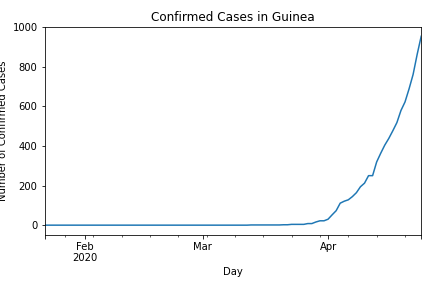 Confirmed Cases in Guinea
Number of Confirmed Cases
1000
800
600
400
200
0
Feb
2020
Mar
Apr
Day